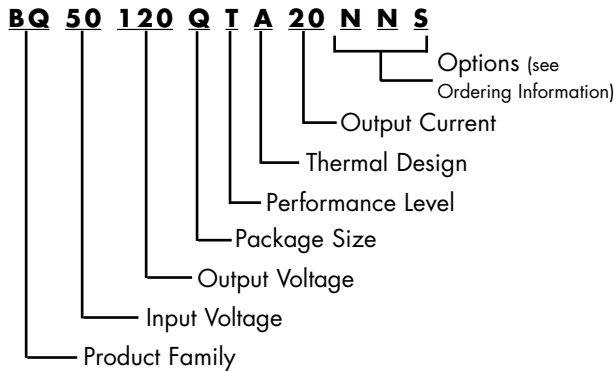 BQ 50 120 Q T A 20 N N S
Options (see
Ordering Information)
Output Current
Thermal Design
Performance Level
Package Size
Output Voltage
Input Voltage
Product Family